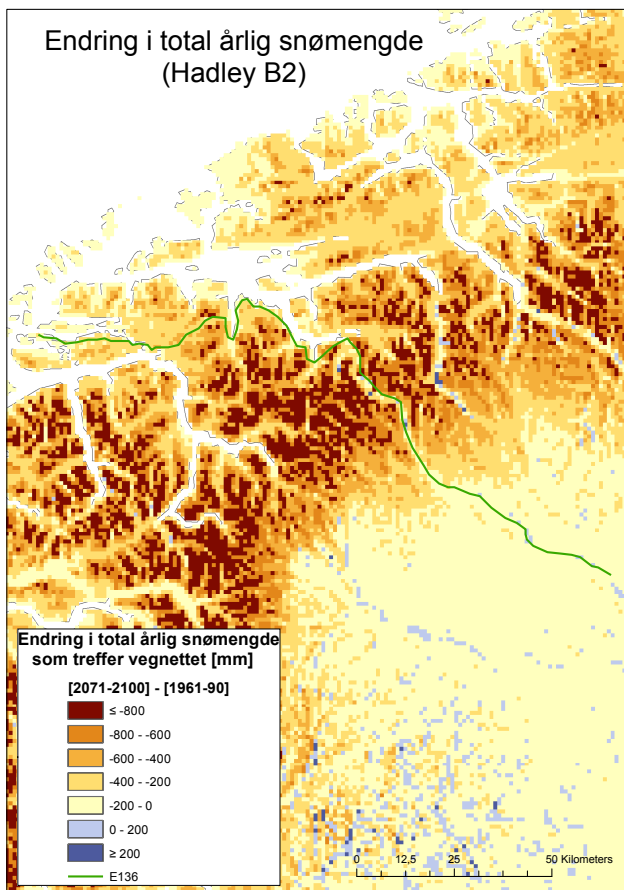 Endring i total årlig snømengde
(Hadley B2)
Endring i total årlig snømengde
som treffer vegnettet [mm]
[2071-2100] - [1961-90]
≤ -800
-800 - -600
-600 - -400
-400 - -200
-200 - 0
0 - 200
≥ 200
E136
0 12,5 25 50 Kilometers